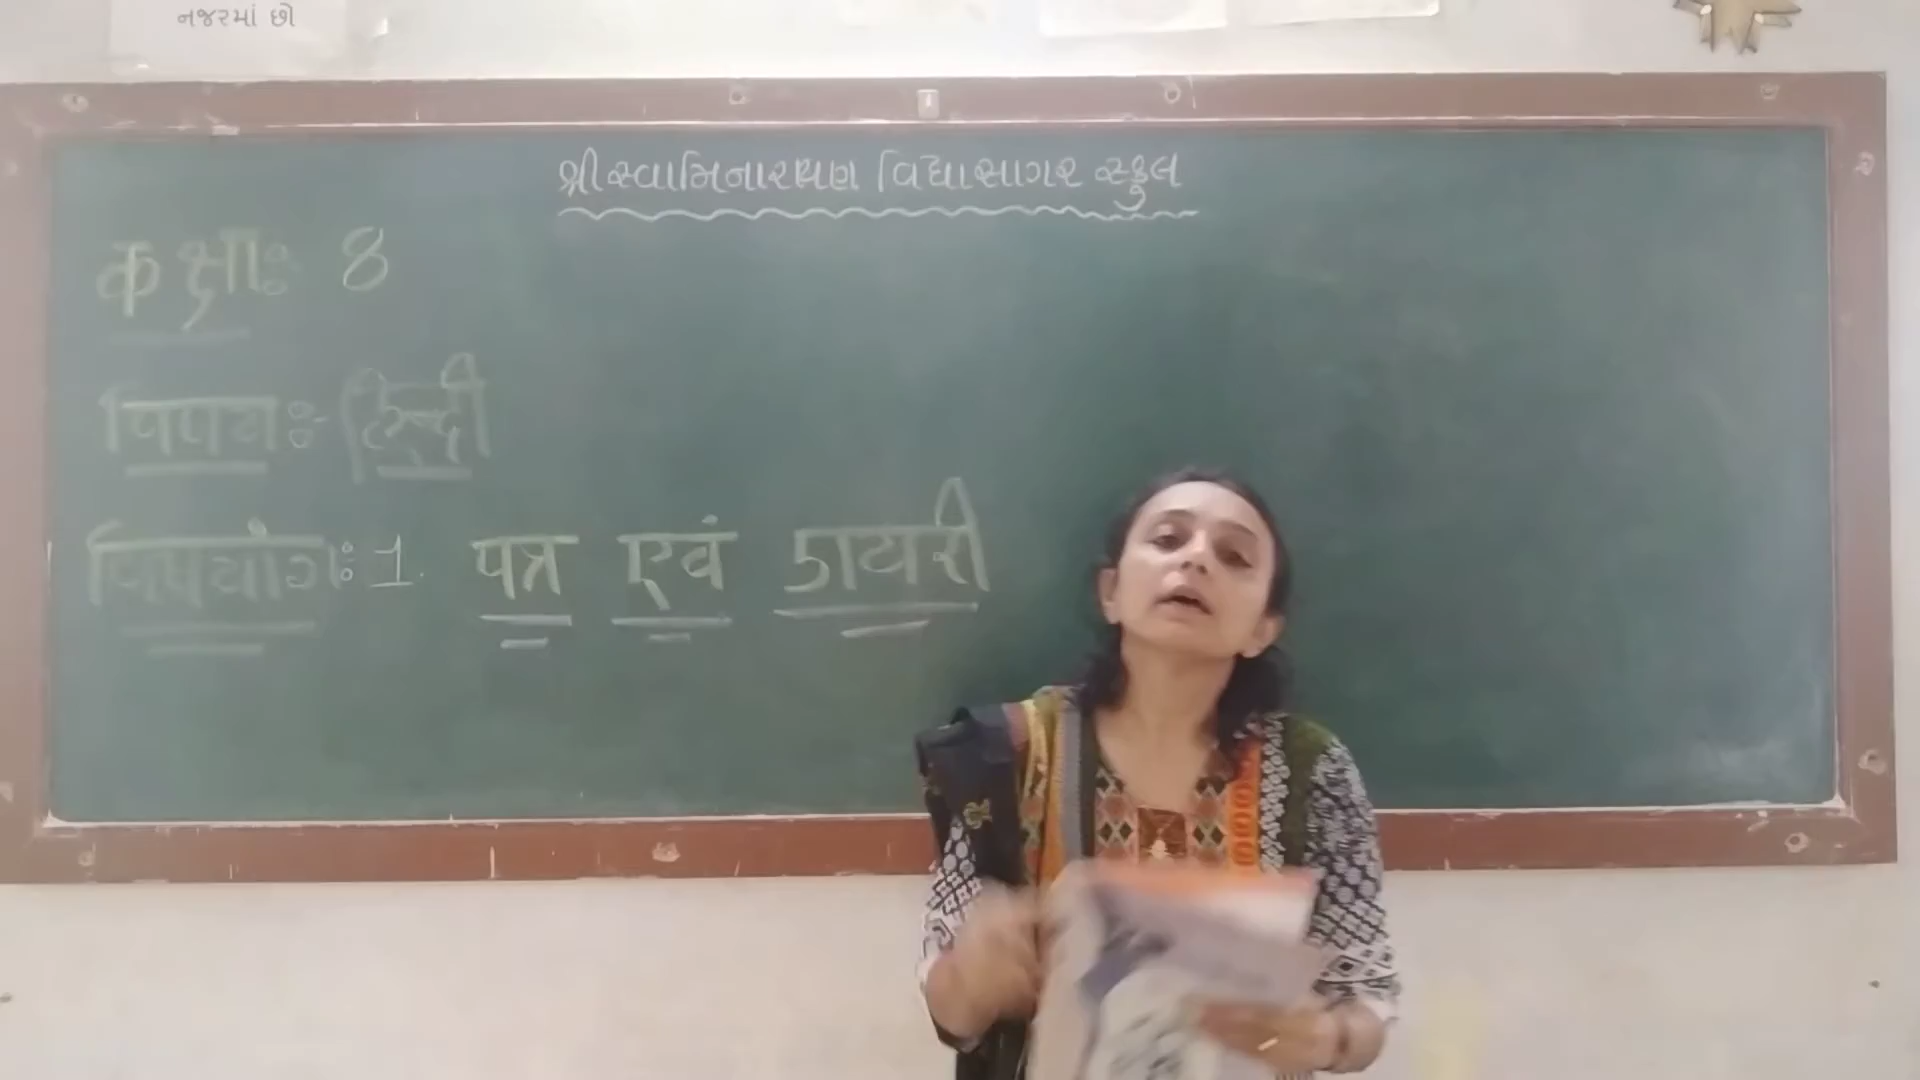 નજરમાં છો
શ્રી સ્વામિનારાયણ વિદ્યાસાગર સ્કુલ
कक्षाः 8
विषयः- हिन्दी
विषयांगः 1. पत्र एवं डायरी